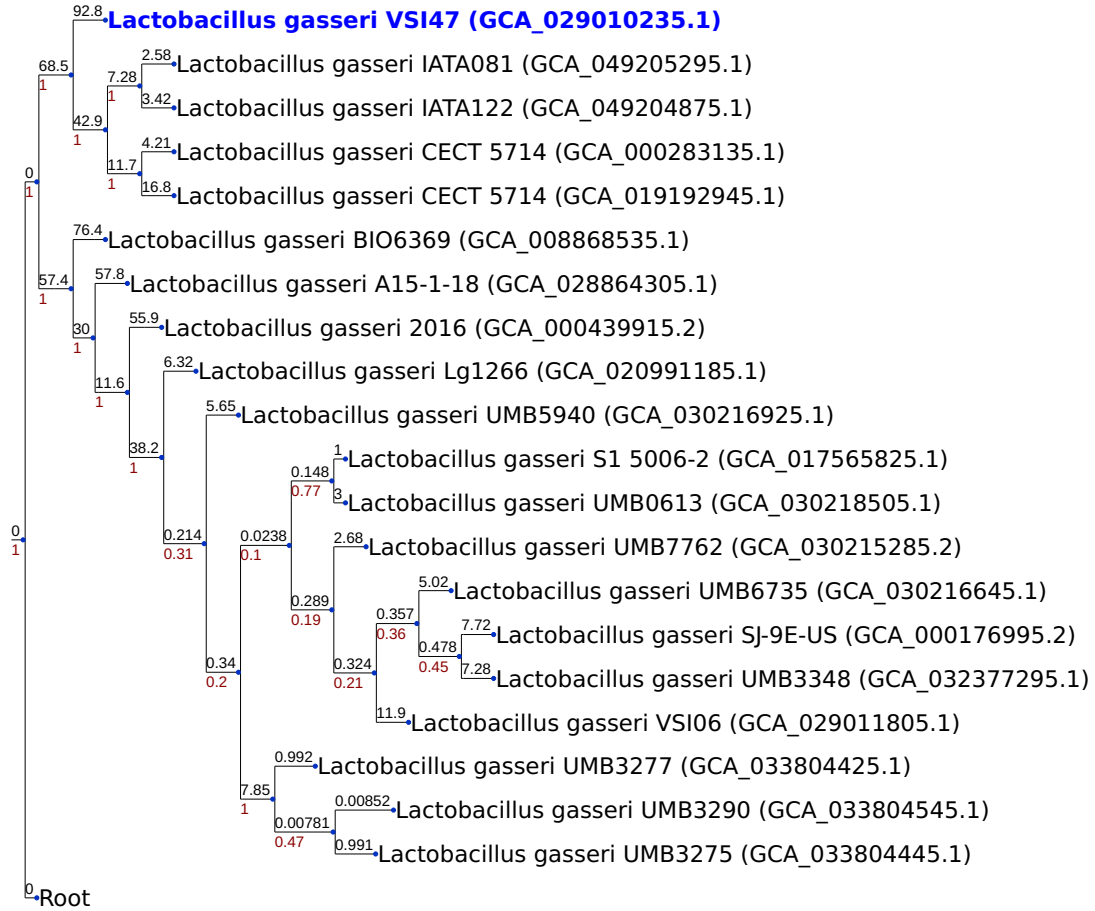 92.8
Lactobacillus gasseri VSI47 (GCA_029010235.1)
2.58
Lactobacillus gasseri IATA081 (GCA_049205295.1)
68.5
1
7.28
1
3.42
Lactobacillus gasseri IATA122 (GCA_049204875.1)
42.9
1
4.21
Lactobacillus gasseri CECT 5714 (GCA_000283135.1)
11.7
1
0
1
16.8
Lactobacillus gasseri CECT 5714 (GCA_019192945.1)
76.4
Lactobacillus gasseri BIO6369 (GCA_008868535.1)
57.4
1
57.8
Lactobacillus gasseri A15-1-18 (GCA_028864305.1)
30
1
55.9
Lactobacillus gasseri 2016 (GCA_000439915.2)
11.6
1
6.32
Lactobacillus gasseri Lg1266 (GCA_020991185.1)
5.65
Lactobacillus gasseri UMB5940 (GCA_030216925.1)
38.2
1
1
Lactobacillus gasseri S1 5006-2 (GCA_017565825.1)
0.148
0.77
3
Lactobacillus gasseri UMB0613 (GCA_030218505.1)
0
1
0.214
0.31
0.0238
0.1
2.68
Lactobacillus gasseri UMB7762 (GCA_030215285.2)
5.02
Lactobacillus gasseri UMB6735 (GCA_030216645.1)
0.289
0.19
0.357
0.36
7.72
Lactobacillus gasseri SJ-9E-US (GCA_000176995.2)
0.478
0.45
0.34
0.2
0.324
0.21
7.28
Lactobacillus gasseri UMB3348 (GCA_032377295.1)
11.9
Lactobacillus gasseri VSI06 (GCA_029011805.1)
0.992
Lactobacillus gasseri UMB3277 (GCA_033804425.1)
7.85
1
0.00852
Lactobacillus gasseri UMB3290 (GCA_033804545.1)
0.00781
0.47
0.991
Lactobacillus gasseri UMB3275 (GCA_033804445.1)
0
Root